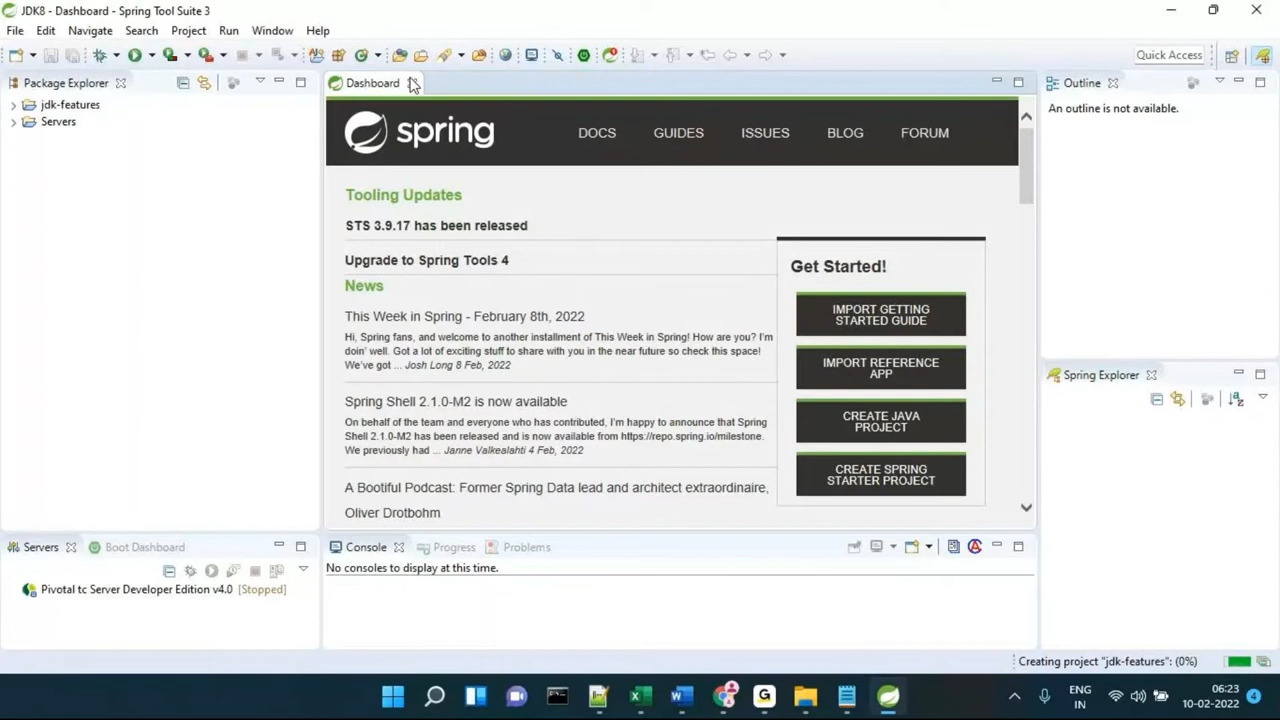 JDK8 - Dashboard - Spring Tool Suite 3
File Edit Navigate Search Project Run Window Help
Quick Access
Package Explorer
jdk-features
Servers
Dashboard
spring
DOCS GUIDES ISSUES BLOG FORUM
Tooling Updates
STS 3.9.17 has been released
Upgrade to Spring Tools 4
News
This Week in Spring - February 8th, 2022
Hi, Spring fans, and welcome to another installment of This Week in Spring! How are you? I'm
doin' well. Got a lot of exciting stuff to share with you in the near future so check this space!
We've got ... Josh Long 8 Feb, 2022
Spring Shell 2.1.0-M2 is now available
On behalf of the team and everyone who has contributed, I'm happy to announce that Spring
Shell 2.1.0-M2 has been released and is now available from https://repo.spring.io/milestone.
We previously had ... Janne Valkealahti 4 Feb, 2022
A Bootiful Podcast: Former Spring Data lead and architect extraordinaire,
Oliver Drotbohm
Get Started!
IMPORT GETTING
STARTED GUIDE
IMPORT REFERENCE
APP
CREATE JAVA
PROJECT
CREATE SPRING
STARTER PROJECT
Outline
An outline is not available.
Spring Explorer
Servers Boot Dashboard
Pivotal tc Server Developer Edition v4.0 [Stopped]
Console Progress Problems
No consoles to display at this time.
Creating project "jdk-features": (0%)
ENG
IN
06:23
10-02-2022
4